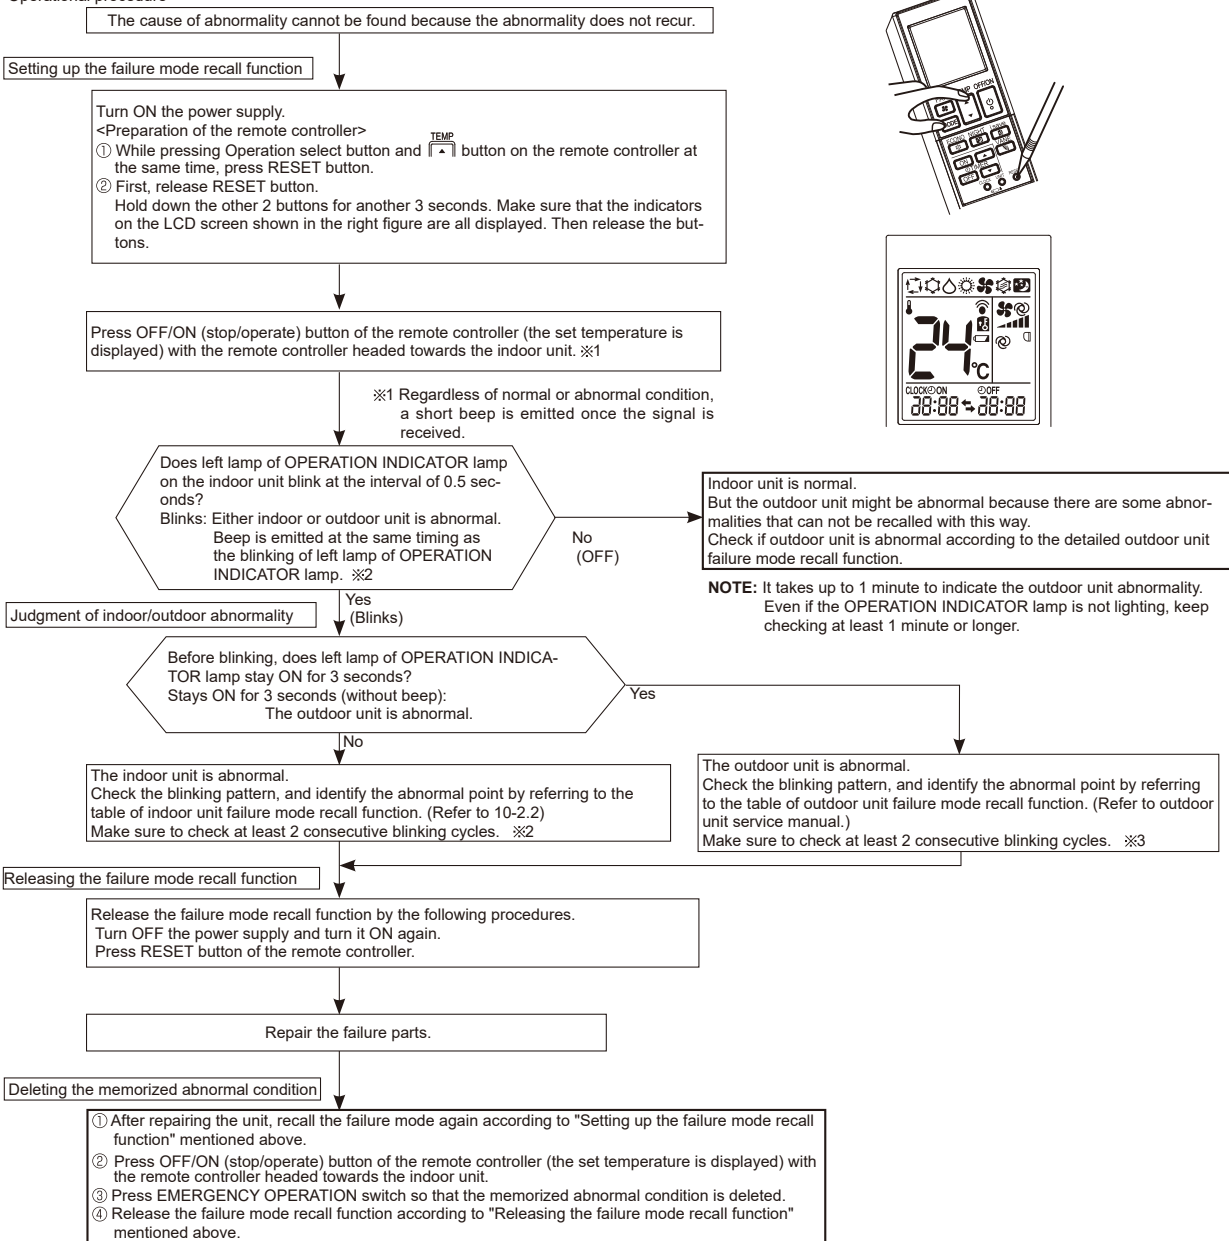 Operational procedure
The cause of abnormality cannot be found because the abnormality does not recur.
Setting up the failure mode recall function
Turn ON the power supply.
<Preparation of the remote controller>
① While pressing Operation select button and TEMP button on the remote controller at
the same time, press RESET button.
② First, release RESET button.
Hold down the other 2 buttons for another 3 seconds. Make sure that the indicators
on the LCD screen shown in the right figure are all displayed. Then release the but-
tons.
OFF/ON
24°C
CLOCK ON OFF
28:88 28:88
Press OFF/ON (stop/operate) button of the remote controller (the set temperature is
displayed) with the remote controller headed towards the indoor unit. ※1
※1 Regardless of normal or abnormal condition,
a short beep is emitted once the signal is
received.
Does left lamp of OPERATION INDICATOR lamp
on the indoor unit blink at the interval of 0.5 sec-
onds?
Blinks: Either indoor or outdoor unit is abnormal.
Beep is emitted at the same timing as
the blinking of left lamp of OPERATION
INDICATOR lamp. ※2
No
(OFF)
Indoor unit is normal.
But the outdoor unit might be abnormal because there are some abnor-
malities that can not be recalled with this way.
Check if outdoor unit is abnormal according to the detailed outdoor unit
failure mode recall function.
NOTE: It takes up to 1 minute to indicate the outdoor unit abnormality.
Even if the OPERATION INDICATOR lamp is not lighting, keep
checking at least 1 minute or longer.
Yes
(Blinks)
Judgment of indoor/outdoor abnormality
Before blinking, does left lamp of OPERATION INDICA-
TOR lamp stay ON for 3 seconds?
Stays ON for 3 seconds (without beep):
The outdoor unit is abnormal.
Yes
No
The indoor unit is abnormal.
Check the blinking pattern, and identify the abnormal point by referring to the
table of indoor unit failure mode recall function. (Refer to 10-2.2)
Make sure to check at least 2 consecutive blinking cycles. ※2
The outdoor unit is abnormal.
Check the blinking pattern, and identify the abnormal point by referring
to the table of outdoor unit failure mode recall function. (Refer to outdoor
unit service manual.)
Make sure to check at least 2 consecutive blinking cycles. ※3
Releasing the failure mode recall function
Release the failure mode recall function by the following procedures.
Turn OFF the power supply and turn it ON again.
Press RESET button of the remote controller.
Repair the failure parts.
Deleting the memorized abnormal condition
① After repairing the unit, recall the failure mode again according to "Setting up the failure mode recall
function" mentioned above.
② Press OFF/ON (stop/operate) button of the remote controller (the set temperature is displayed) with
the remote controller headed towards the indoor unit.
③ Press EMERGENCY OPERATION switch so that the memorized abnormal condition is deleted.
④ Release the failure mode recall function according to "Releasing the failure mode recall function"
mentioned above.